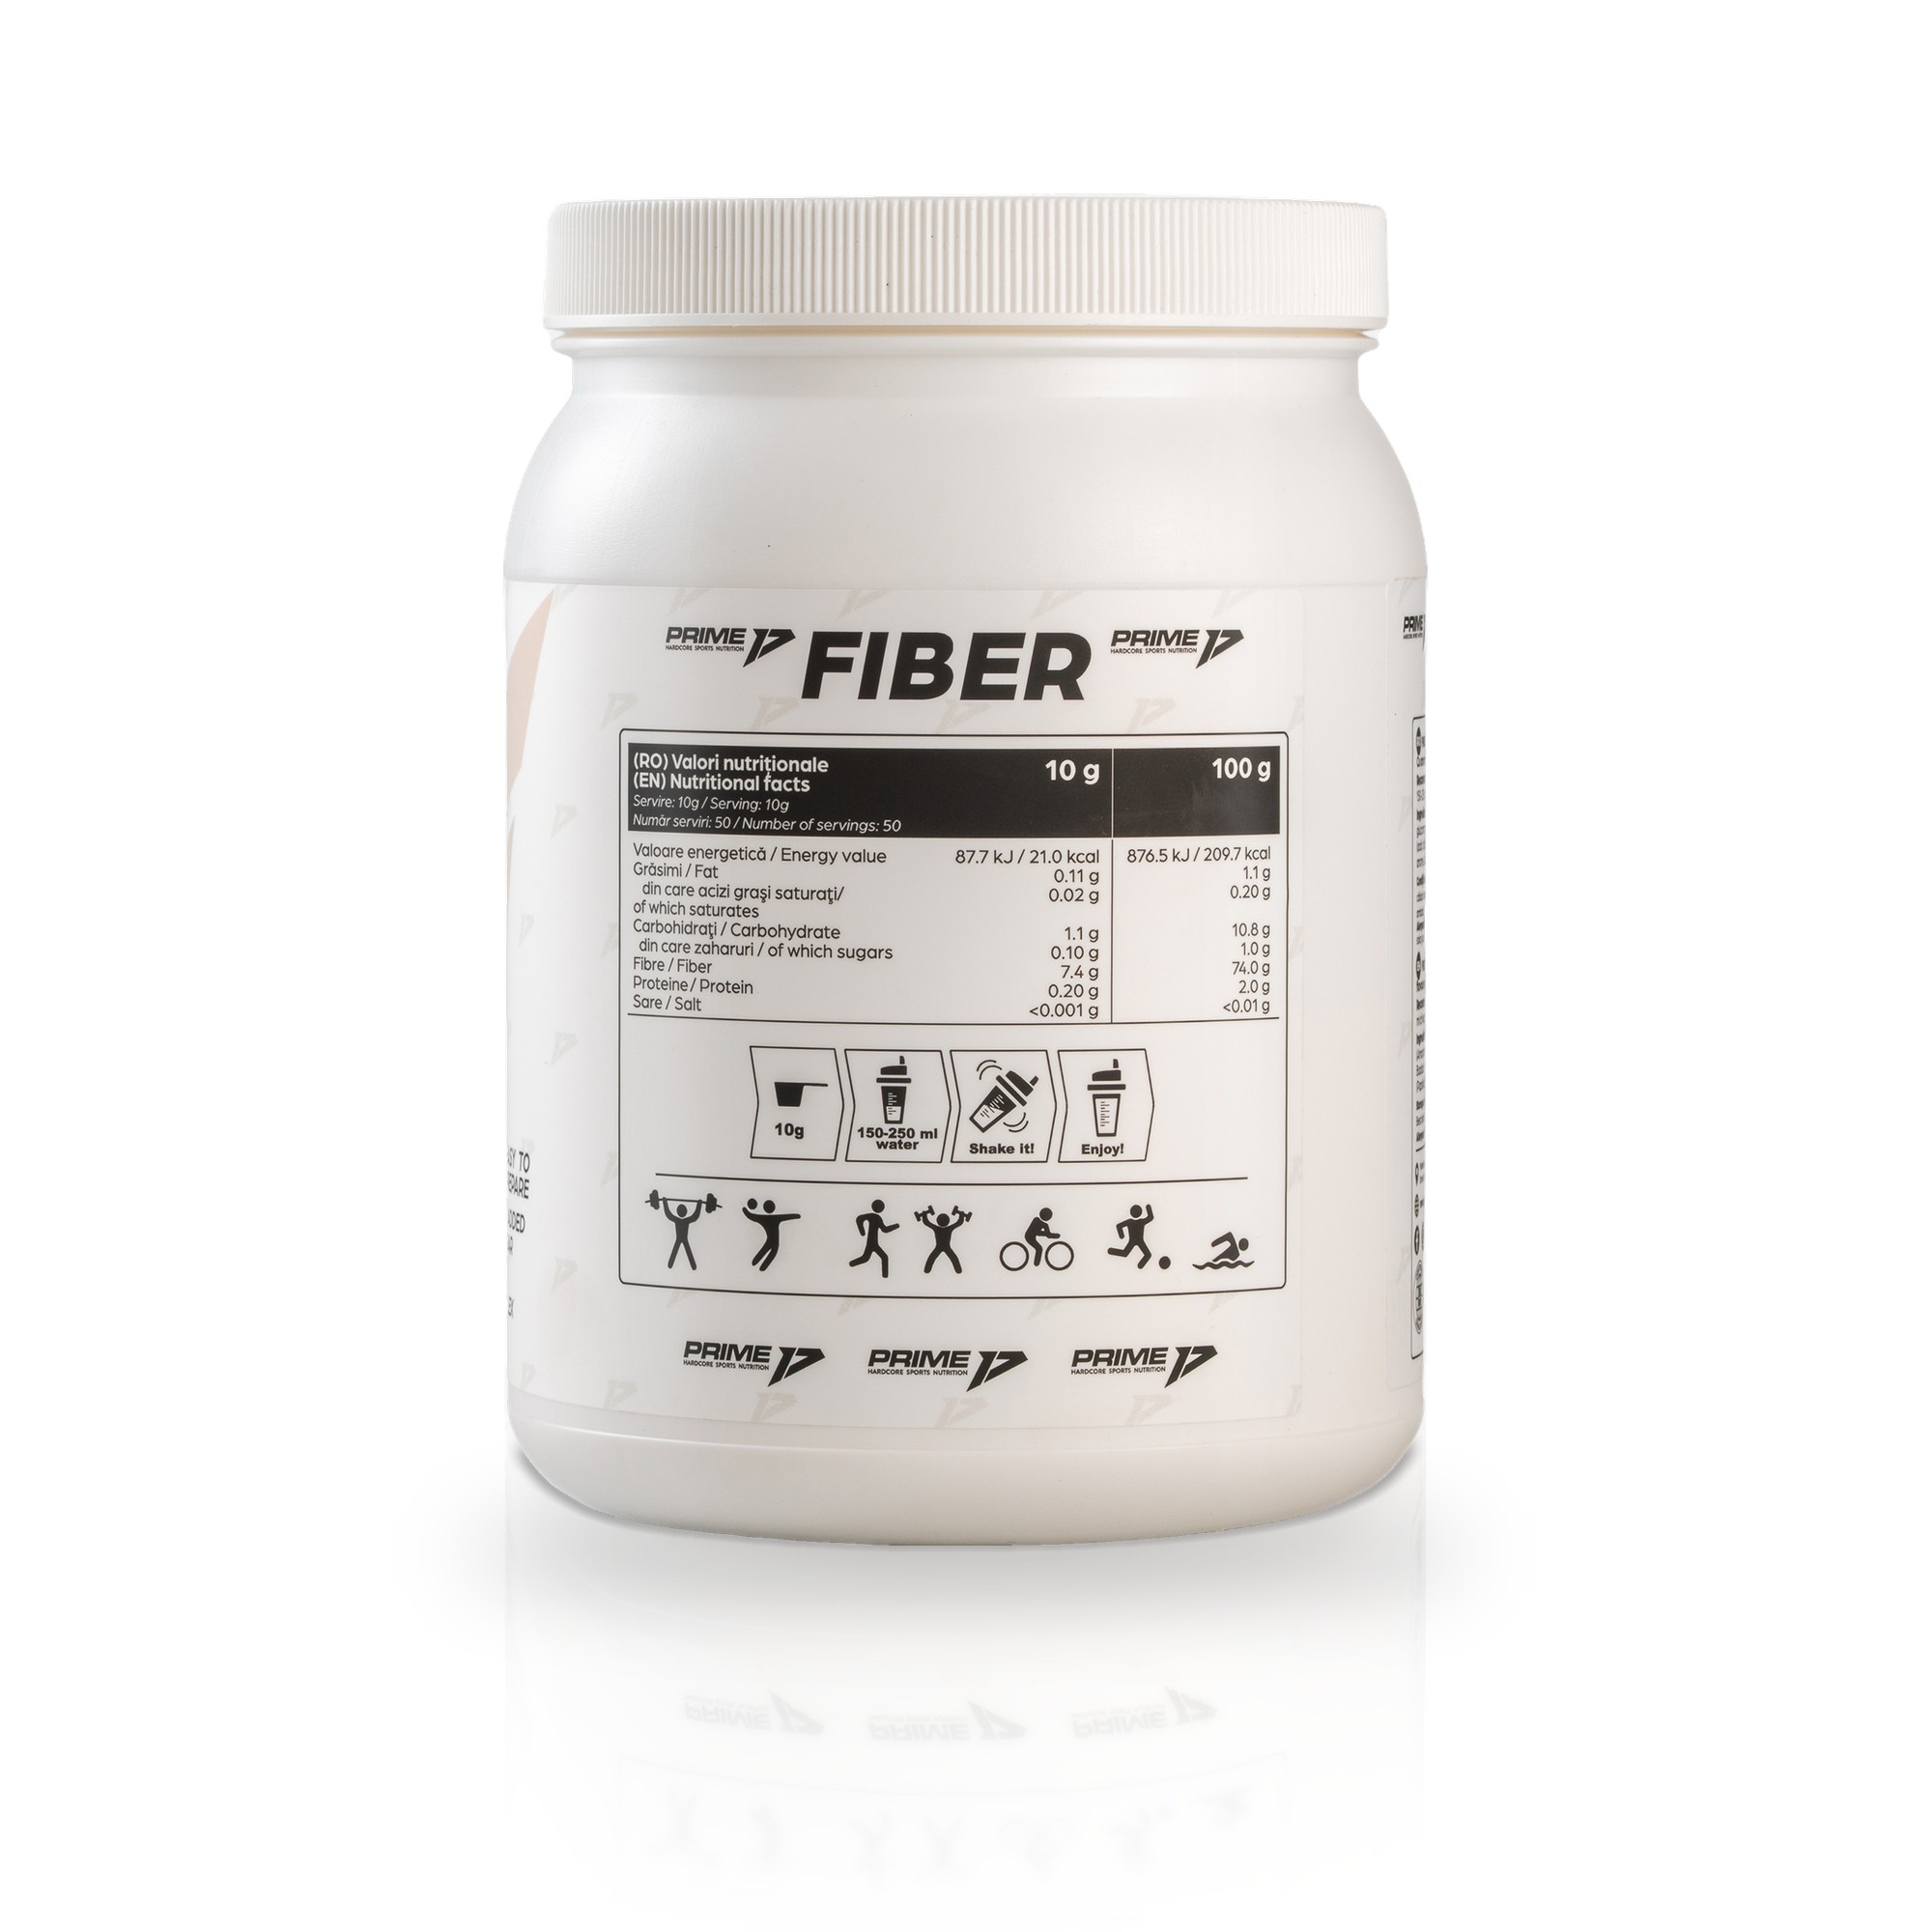 PRIME
HARDCORE SPORTS NUTRITION
FIBER
PRIME
HARDCORE SPORTS NUTRITION
(RO) Valori nutriționale 10 g 100 g
(EN) Nutritional facts
Servire: 10g / Serving: 10g
Număr serviri: 50 / Number of servings: 50
Valoare energetică / Energy value 87.7 kJ / 21.0 kcal 876.5 kJ / 209.7 kcal
Grăsimi / Fat 0.11 g 1.1 g
din care acizi grași saturați/ 0.02 g 0.20 g
of which saturates
Carbohidrați / Carbohydrate 1.1 g 10.8 g
din care zaharuri / of which sugars 0.10 g 1.0 g
Fibre / Fiber 7.4 g 74.0 g
Proteine / Protein 0.20 g 2.0 g
Sare / Salt <0.001 g <0.01 g
10g
150-250 ml
water
Shake it!
Enjoy!
TO
PRIME
HARDCORE SPORTS NUTRITION
PRIME
HARDCORE SPORTS NUTRITION
PRIME
HARDCORE SPORTS NUTRITION